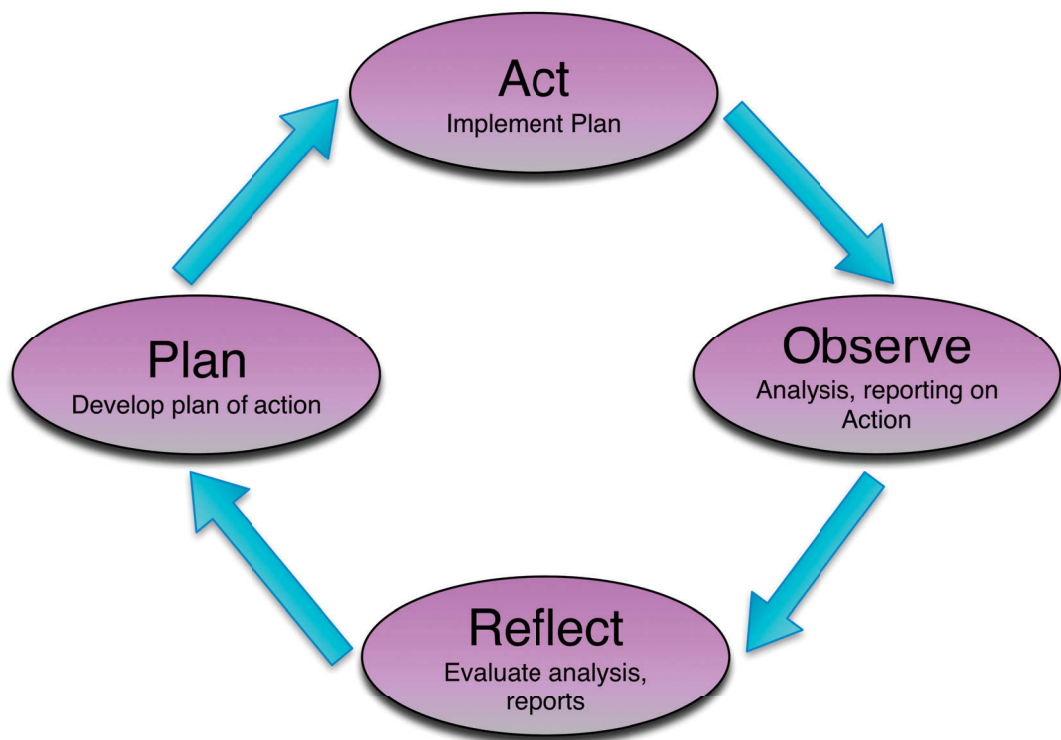 Act
Implement Plan
Plan
Develop plan of action
Observe
Analysis, reporting on
Action
Reflect
Evaluate analysis,
reports